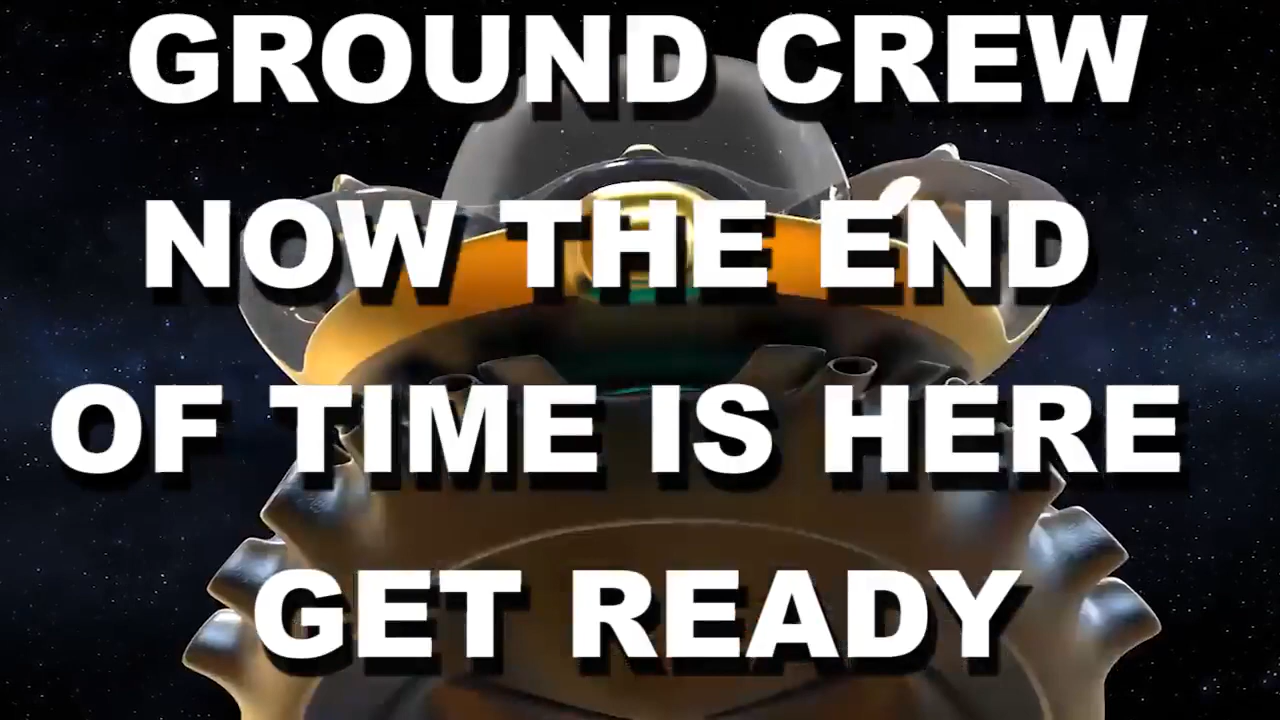 GROUND CREW
NOW THE END
OF TIME IS HERE
GET READY